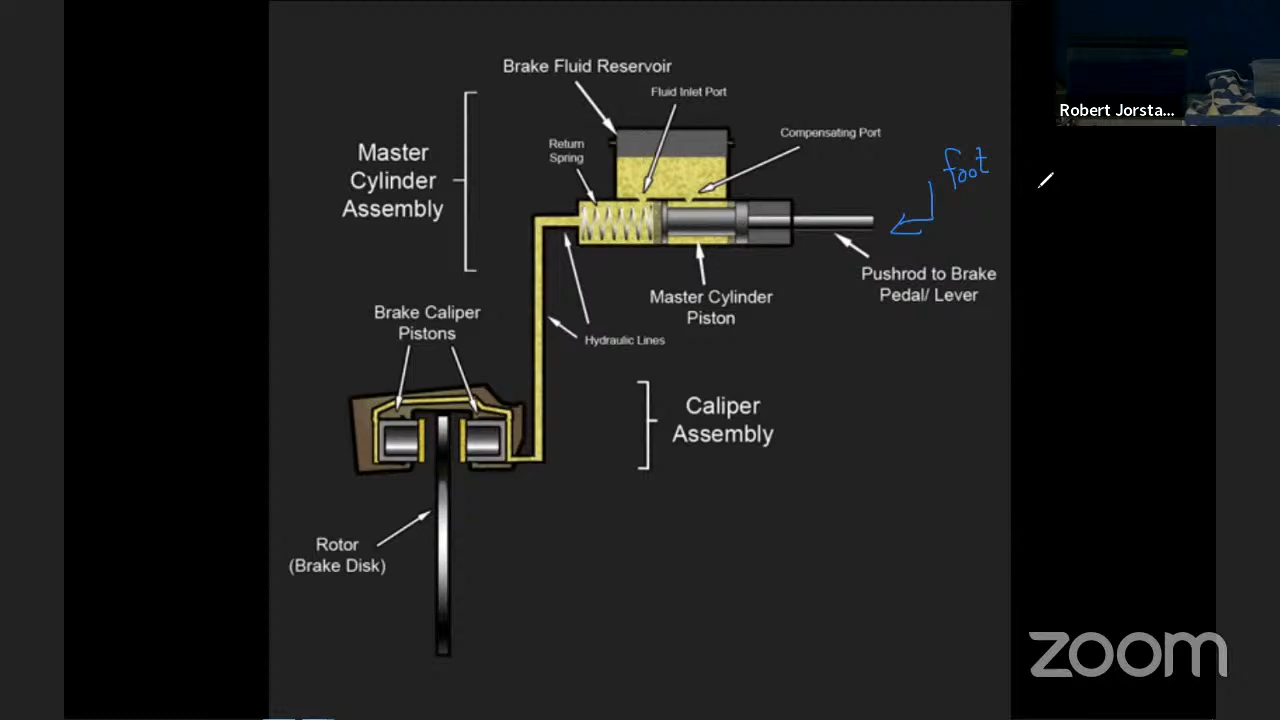 Brake Fluid Reservoir
Fluid Inlet Port
Robert Jorsta...
Return
Spring
Compensating Port
Master
Cylinder
Assembly
foot
Pushrod to Brake
Pedal/ Lever
Master Cylinder
Piston
Brake Caliper
Pistons
Hydraulic Lines
Caliper
Assembly
Rotor
(Brake Disk)
zoom